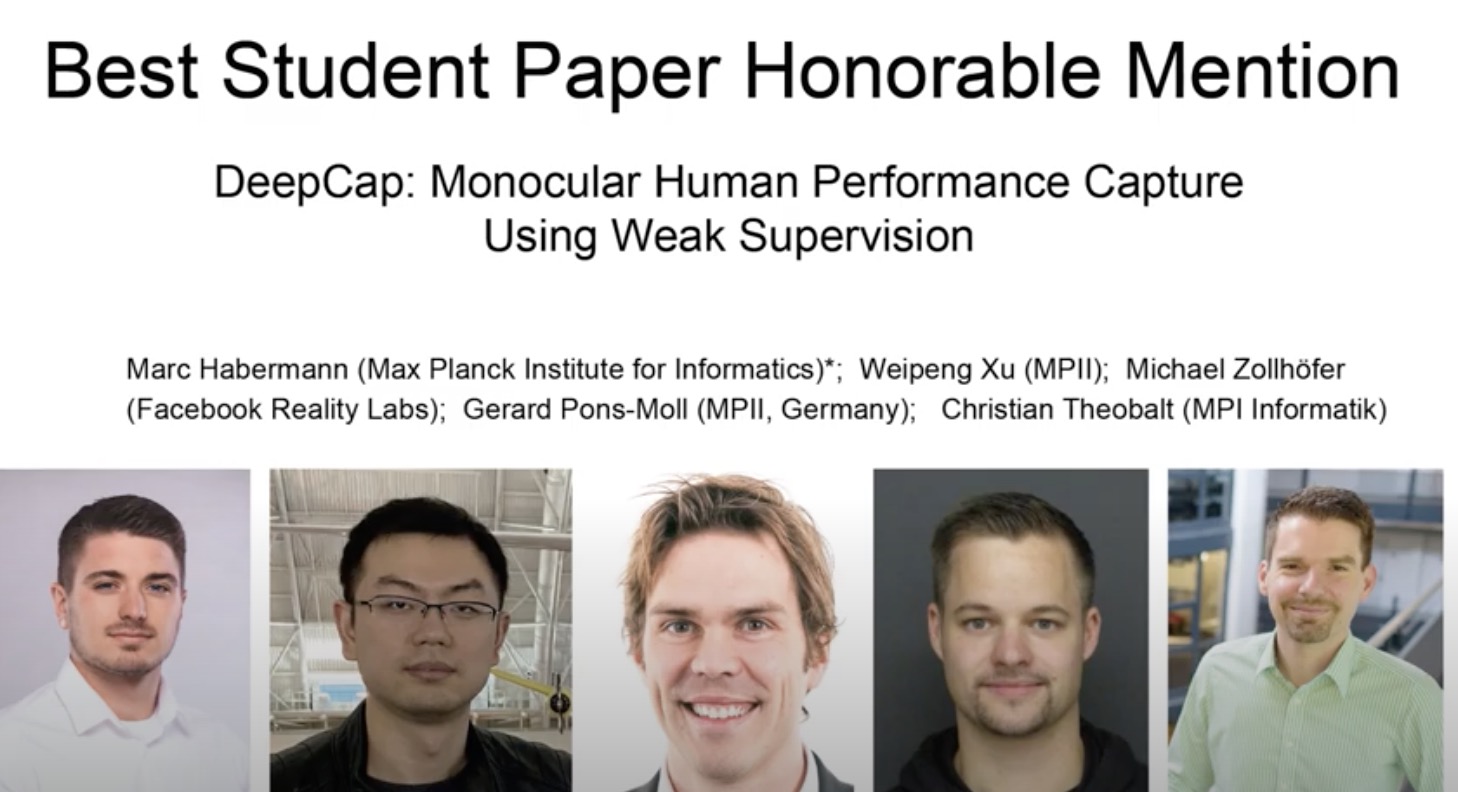 Best Student Paper Honorable Mention
DeepCap: Monocular Human Performance Capture
Using Weak Supervision
Marc Habermann (Max Planck Institute for Informatics)*; Weipeng Xu (MPII); Michael Zollhöfer
(Facebook Reality Labs); Gerard Pons-Moll (MPII, Germany); Christian Theobalt (MPI Informatik)